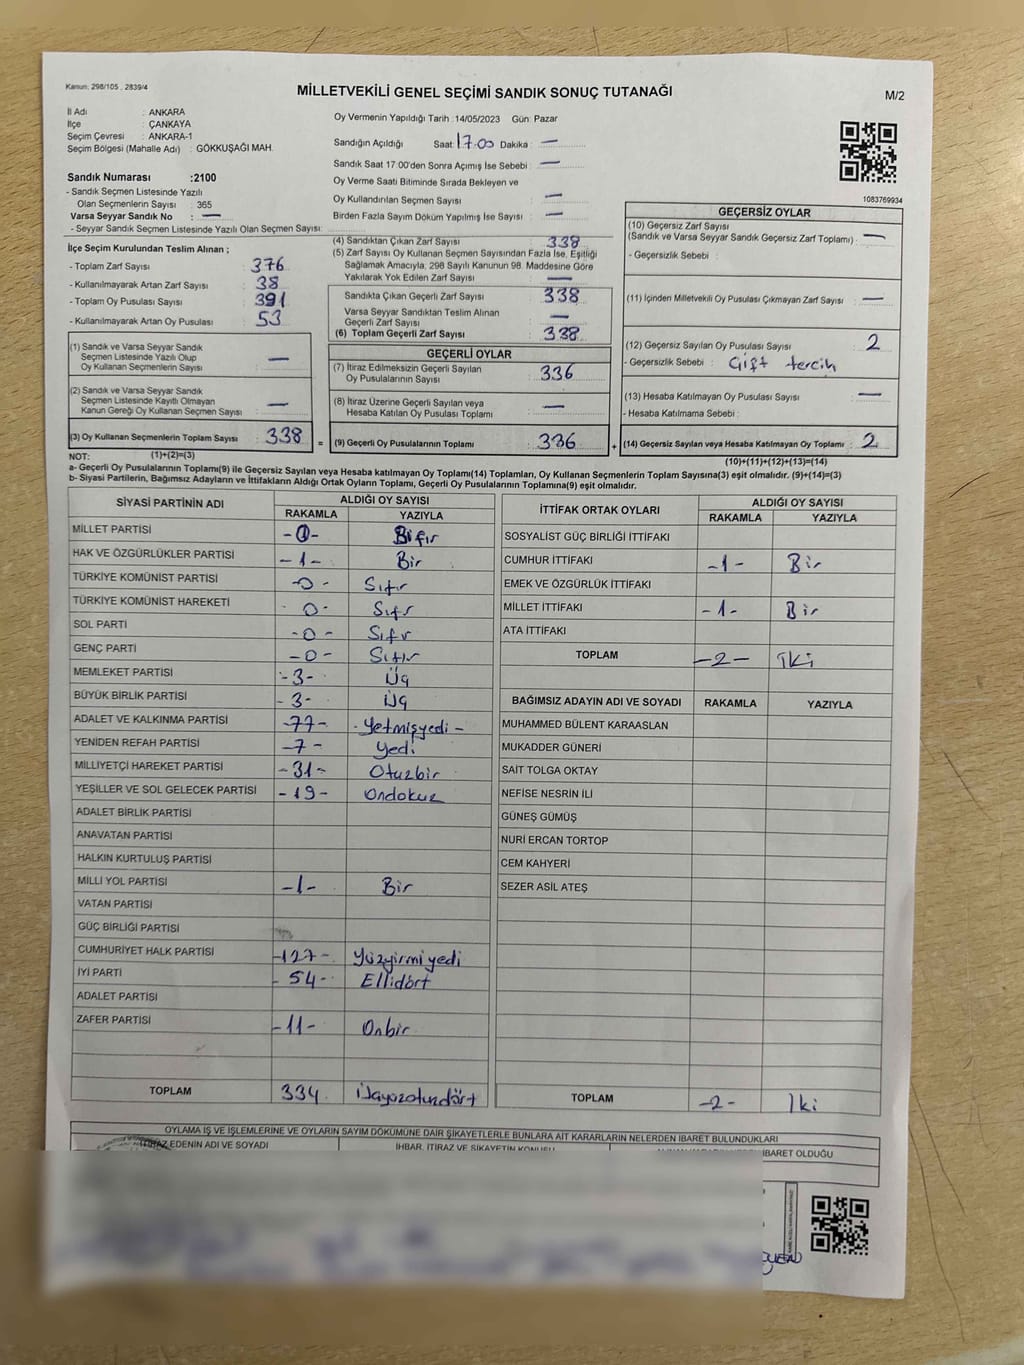 Kanun: 298/105 , 2839/4
MİLLETVEKİLİ GENEL SEÇİMİ SANDIK SONUÇ TUTANAĞI
M/2
İl Adı : ANKARA
İlçe : ÇANKAYA
Seçim Çevresi : ANKARA-1
Seçim Bölgesi (Mahalle Adı) : GÖKKUŞAĞI MAH.
Oy Vermenin Yapıldığı Tarih :14/05/2023 Gün: Pazar
Sandığın Açıldığı Saat: 17.00 Dakika : —
Sandık Saat 17:00'den Sonra Açımış İse Sebebi : —
Oy Verme Saati Bitiminde Sırada Bekleyen ve
Oy Kullandırılan Seçmen Sayısı : —
Birden Fazla Sayım Döküm Yapılmış İse Sayısı : —
1083769934
Sandık Numarası :2100
- Sandık Seçmen Listesinde Yazılı
Olan Seçmenlerin Sayısı : 365
Varsa Seyyar Sandık No : —
- Seyyar Sandık Seçmen Listesinde Yazılı Olan Seçmen Sayısı:
İlçe Seçim Kurulundan Teslim Alınan ;
- Toplam Zarf Sayısı : 376
- Kullanılmayarak Artan Zarf Sayısı : 38
- Toplam Oy Pusulası Sayısı : 391
- Kullanılmayarak Artan Oy Pusulası : 53
(1) Sandık ve Varsa Seyyar Sandık
Seçmen Listesinde Yazılı Olup
Oy Kullanan Seçmenlerin Sayısı : —
(2) Sandık ve Varsa Seyyar Sandık
Seçmen Listesinde Kayıtlı Olmayan
Kanun Gereği Oy Kullanan Seçmen Sayısı : —
(3) Oy Kullanan Seçmenlerin Toplam Sayısı : 338 =
(1)+(2)=(3)
(4) Sandıktan Çıkan Zarf Sayısı : 338
(5) Zarf Sayısı Oy Kullanan Seçmen Sayısından Fazla İse, Eşitliği
Sağlamak Amacıyla, 298 Sayılı Kanunun 98. Maddesine Göre
Yakılarak Yok Edilen Zarf Sayısı : —
Sandıkta Çıkan Geçerli Zarf Sayısı : 338
Varsa Seyyar Sandıktan Teslim Alınan
Geçerli Zarf Sayısı : —
(6) Toplam Geçerli Zarf Sayısı : 338
GEÇERLİ OYLAR
(7) İtiraz Edilmeksizin Geçerli Sayılan
Oy Pusulalarının Sayısı : 336
(8) İtiraz Üzerine Geçerli Sayılan veya
Hesaba Katılan Oy Pusulası Toplamı : —
(9) Geçerli Oy Pusulalarının Toplamı : 336 +
GEÇERSİZ OYLAR
(10) Geçersiz Zarf Sayısı
(Sandık ve Varsa Seyyar Sandık Geçersiz Zarf Toplamı) : —
- Geçersizlik Sebebi :
(11) İçinden Milletvekili Oy Pusulası Çıkmayan Zarf Sayısı : —
(12) Geçersiz Sayılan Oy Pusulası Sayısı : 2
- Geçersizlik Sebebi : Çift tercih
(13) Hesaba Katılmayan Oy Pusulası Sayısı : —
- Hesaba Katılmama Sebebi :
(14) Geçersiz Sayılan veya Hesaba Katılmayan Oy Toplamı : 2
(10)+(11)+(12)+(13)=(14)
NOT:
a- Geçerli Oy Pusulalarının Toplamı(9) ile Geçersiz Sayılan veya Hesaba katılmayan Oy Toplamı(14) Toplamları, Oy Kullanan Seçmenlerin Toplam Sayısına(3) eşit olmalıdır. (9)+(14)=(3)
b- Siyasi Partilerin, Bağımsız Adayların ve İttifakların Aldığı Ortak Oyların Toplamı, Geçerli Oy Pusulalarının Toplamına(9) eşit olmalıdır.
SİYASİ PARTİNİN ADI ALDIĞI OY SAYISI
RAKAMLA YAZIYLA
MİLLET PARTİSİ -0-
HAK VE ÖZGÜRLÜKLER PARTİSİ -1- Bir
TÜRKİYE KOMÜNİST PARTİSİ -0- Sıfır
TÜRKİYE KOMÜNİST HAREKETİ 0- Sıfr
SOL PARTİ -0- Sıfr
GENÇ PARTİ -0- Sıfır
MEMLEKET PARTİSİ -3- Üç
BÜYÜK BİRLİK PARTİSİ -3- Üç
ADALET VE KALKINMA PARTİSİ -77- -Yetmişyedi-
YENİDEN REFAH PARTİSİ -7- Yedi
MİLLİYETÇİ HAREKET PARTİSİ -31- Otuzbir
YEŞİLLER VE SOL GELECEK PARTİSİ -19- Ondokuz
ADALET BİRLİK PARTİSİ
ANAVATAN PARTİSİ
HALKIN KURTULUŞ PARTİSİ
MİLLİ YOL PARTİSİ -1- Bir
VATAN PARTİSİ
GÜÇ BİRLİĞİ PARTİSİ
CUMHURİYET HALK PARTİSİ -127- Yüzyirmiyedi
İYİ PARTİ -54- Ellidört
ADALET PARTİSİ
ZAFER PARTİSİ -11- Onbir
TOPLAM 334
İTTİFAK ORTAK OYLARI ALDIĞI OY SAYISI
RAKAMLA YAZIYLA
SOSYALİST GÜÇ BİRLİĞİ İTTİFAKI
CUMHUR İTTİFAKI -1- Bir
EMEK VE ÖZGÜRLÜK İTTİFAKI
MİLLET İTTİFAKI -1- Bir
ATA İTTİFAKI
TOPLAM -2- İki
BAĞIMSIZ ADAYIN ADI VE SOYADI RAKAMLA YAZIYLA
MUHAMMED BÜLENT KARAASLAN
MUKADDER GÜNERİ
SAİT TOLGA OKTAY
NEFİSE NESRİN İLİ
GÜNEŞ GÜMÜŞ
NURİ ERCAN TORTOP
CEM KAHYERİ
SEZER ASİL ATEŞ
TOPLAM -2- İki
OYLAMA İŞ VE İŞLEMLERİNE VE OYLARIN SAYIM DÖKÜMÜNE DAİR ŞİKAYETLERLE BUNLARA AİT KARARLARIN NELERDEN İBARET BULUNDUKLARI
İTİRAZ EDENİN ADI VE SOYADI
İHBAR, İTİRAZ VE ŞİKAYETİN KONUSU
İBARET OLDUĞU